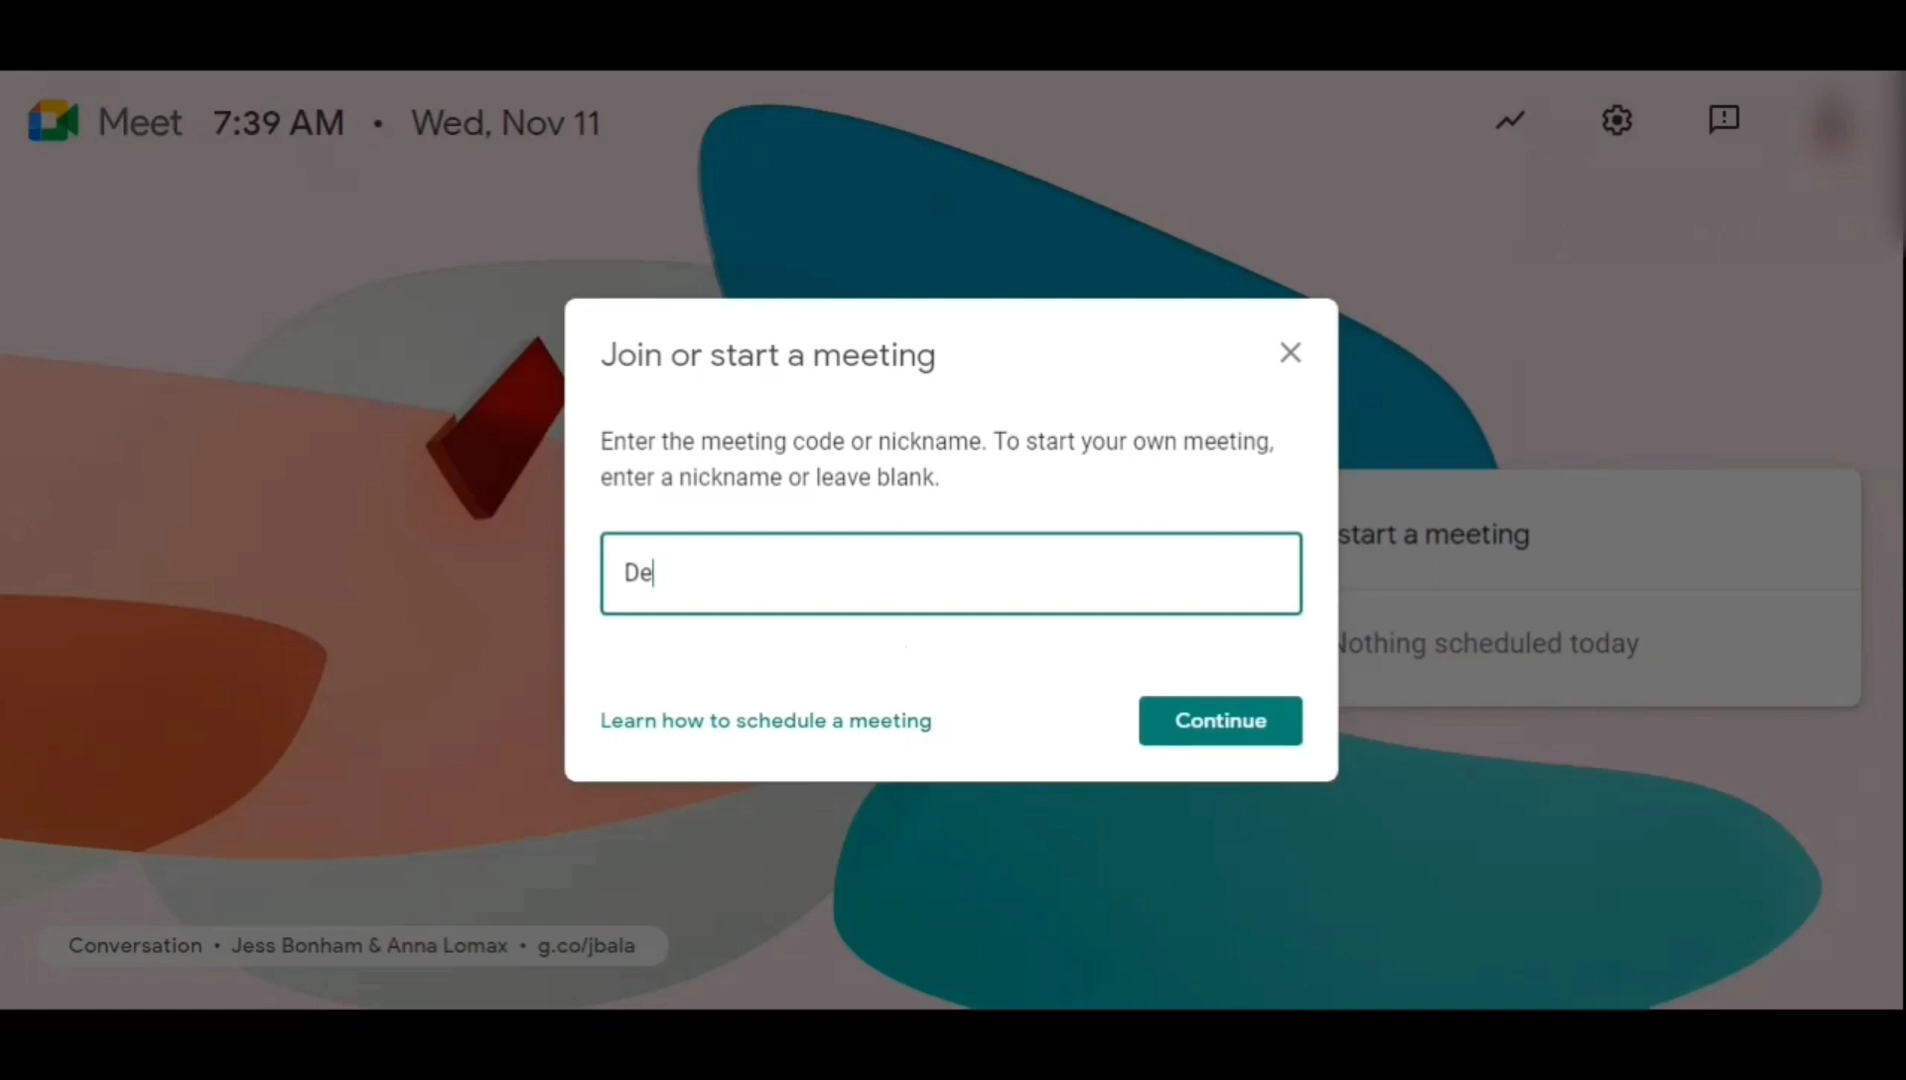 Meet 7:39 AM • Wed, Nov 11
Join or start a meeting
Enter the meeting code or nickname. To start your own meeting,
enter a nickname or leave blank.
De
start a meeting
Nothing scheduled today
Learn how to schedule a meeting
Continue
Conversation • Jess Bonham & Anna Lomax • g.co/jbala